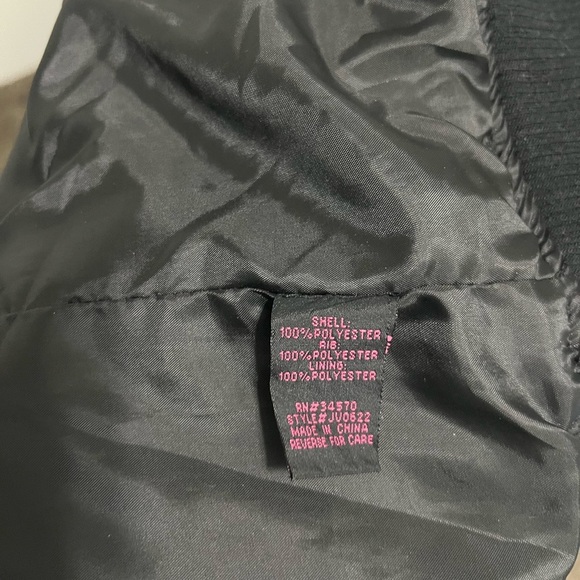 SHELL:
100%POLYESTER
RIB:
100%POLYESTER
LINING:
100%POLYESTER
RN#34570
STYLE#JV0622
MADE IN CHINA
REVERSE FOR CARE